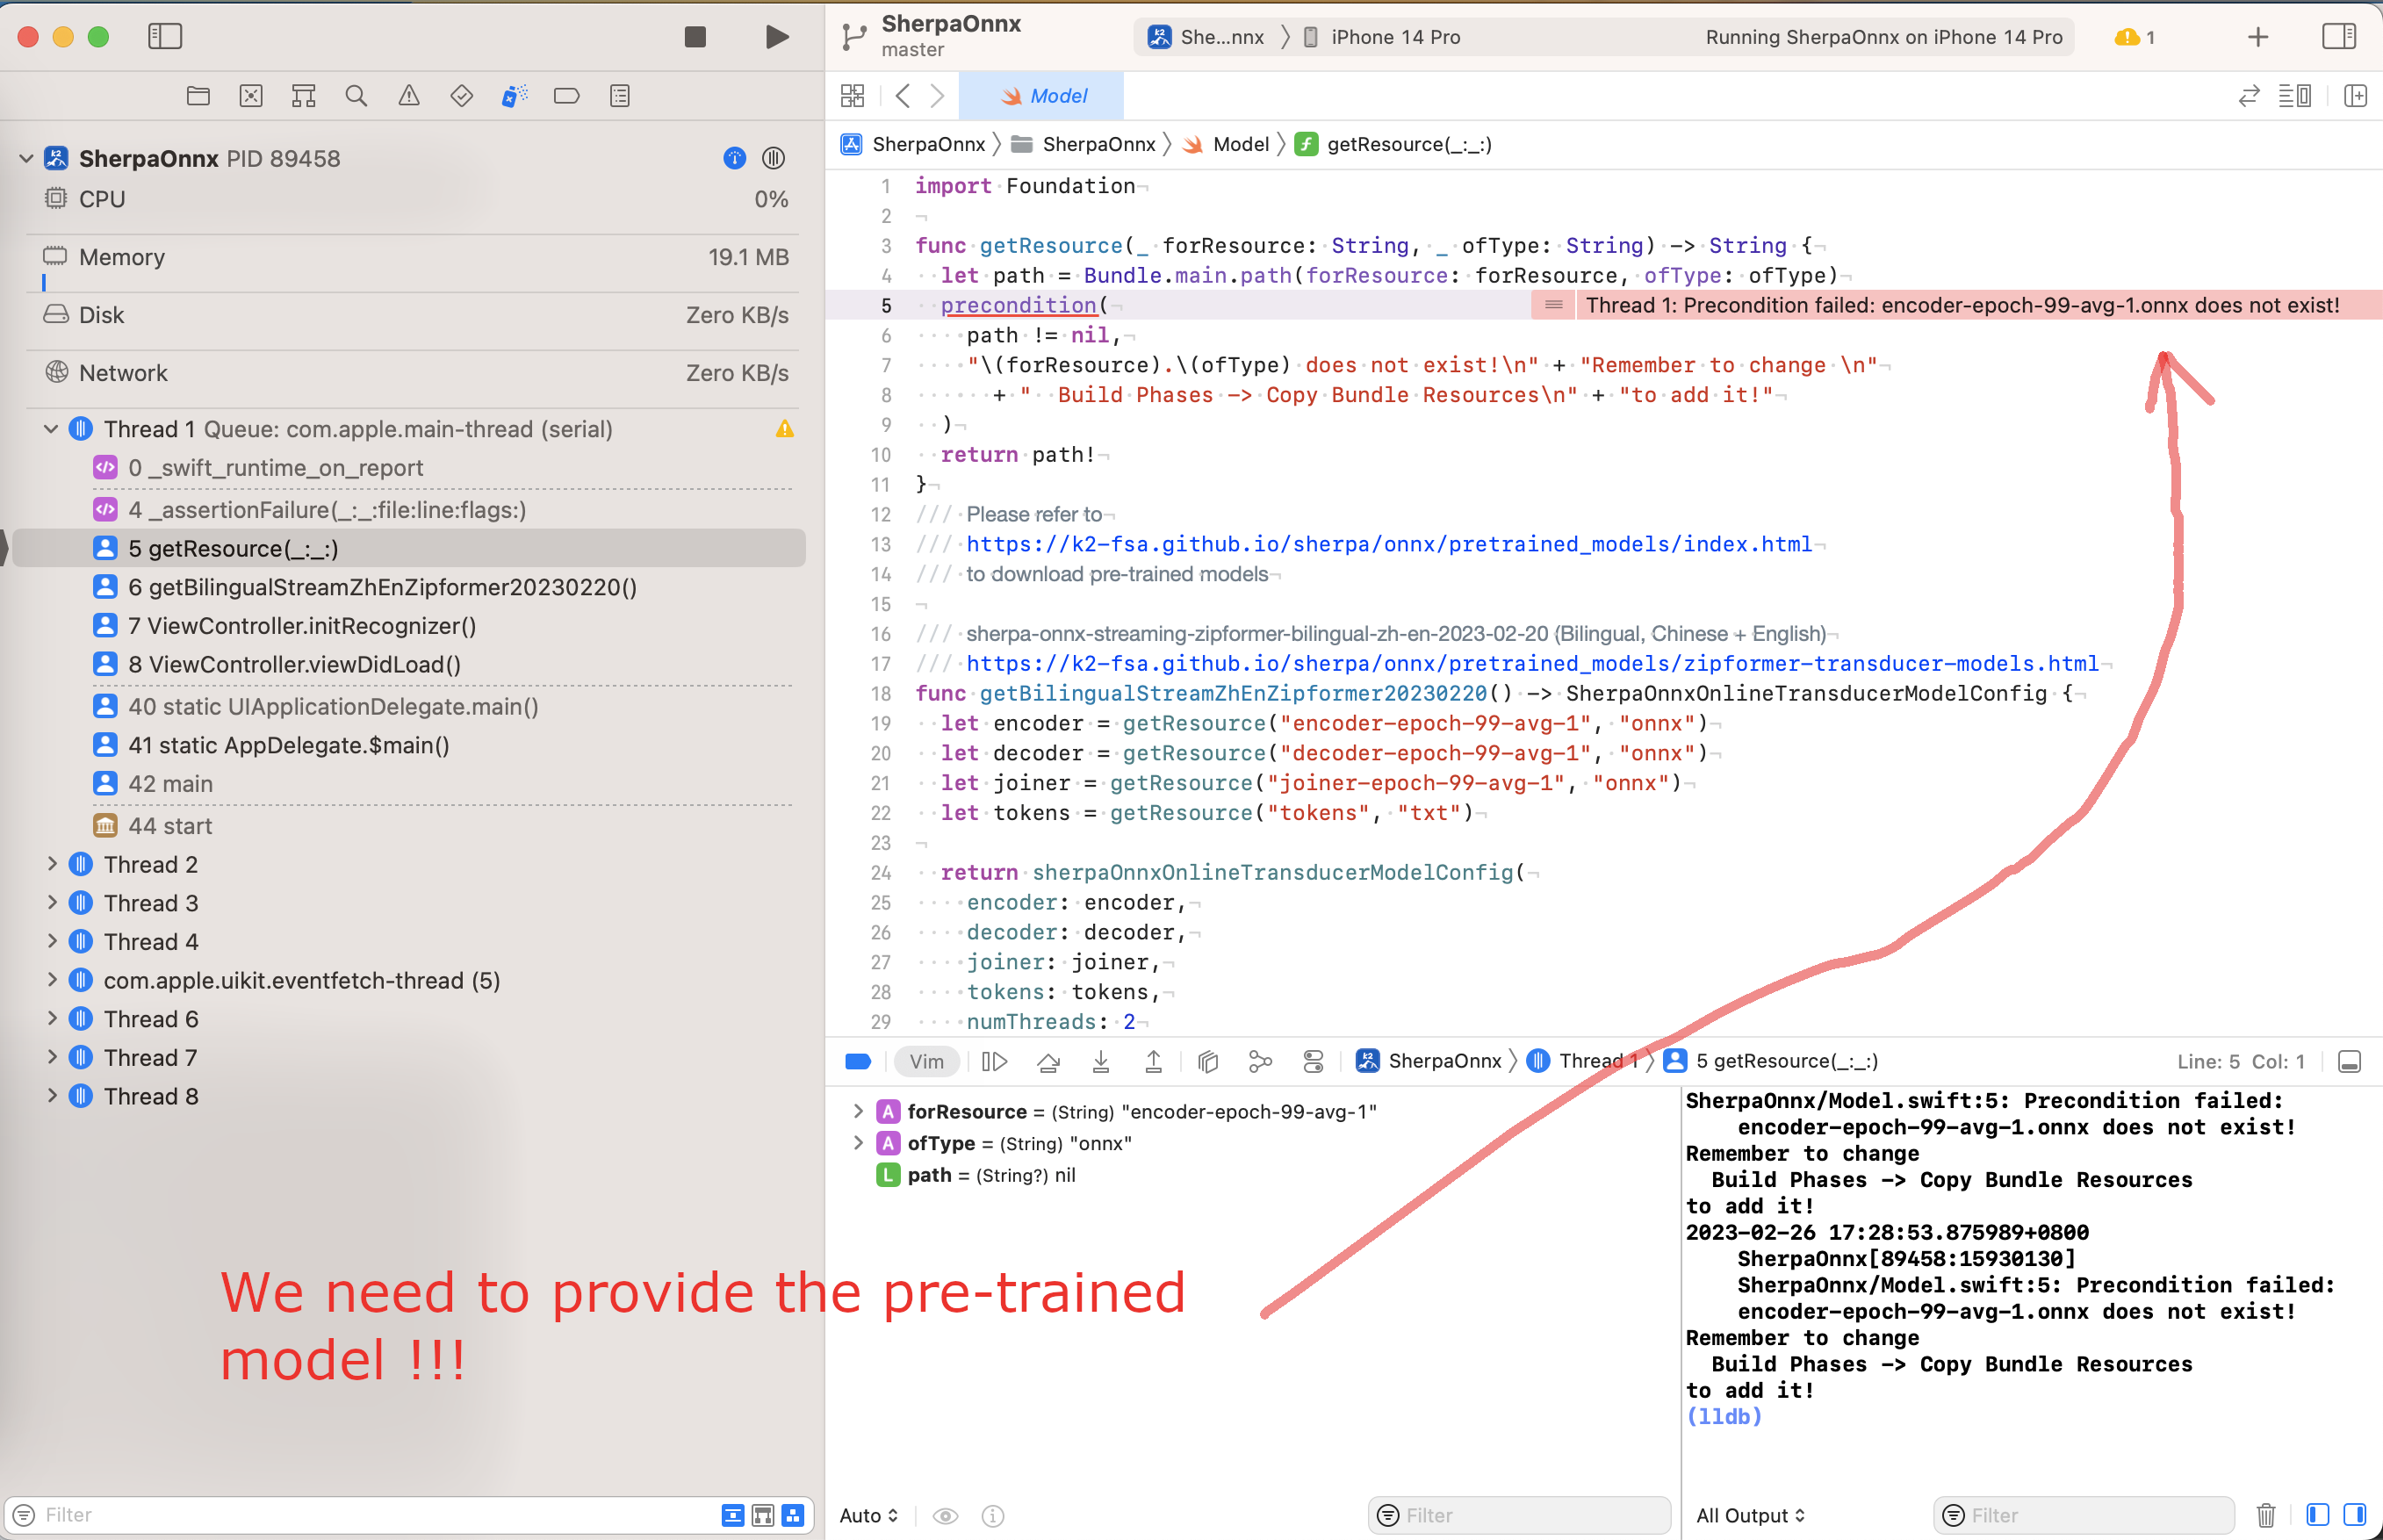 SherpaOnnx
master
She...nnx
iPhone 14 Pro
Running SherpaOnnx on iPhone 14 Pro
1
Model
SherpaOnnx PID 89458
CPU 0%
Memory 19.1 MB
Disk Zero KB/s
Network Zero KB/s
Thread 1 Queue: com.apple.main-thread (serial)
0 _swift_runtime_on_report
4 _assertionFailure(_:_:file:line:flags:)
5 getResource(_:_:)
6 getBilingualStreamZhEnZipformer20230220()
7 ViewController.initRecognizer()
8 ViewController.viewDidLoad()
40 static UIApplicationDelegate.main()
41 static AppDelegate.$main()
42 main
44 start
Thread 2
Thread 3
Thread 4
com.apple.uikit.eventfetch-thread (5)
Thread 6
Thread 7
Thread 8
We need to provide the pre-trained
model !!!
Filter
SherpaOnnx SherpaOnnx Model getResource(_:_:)
1 import Foundation
2
3 func getResource(_ forResource: String, _ ofType: String) -> String {
4 let path = Bundle.main.path(forResource: forResource, ofType: ofType)
5 precondition(
Thread 1: Precondition failed: encoder-epoch-99-avg-1.onnx does not exist!
6 path != nil,
7 "\(forResource).\(ofType) does not exist!\n" + "Remember to change \n"
8 + "  Build Phases -> Copy Bundle Resources\n" + "to add it!"
9 )
10 return path!
11 }
12 /// Please refer to
13 /// https://k2-fsa.github.io/sherpa/onnx/pretrained_models/index.html
14 /// to download pre-trained models
15
16 /// sherpa-onnx-streaming-zipformer-bilingual-zh-en-2023-02-20 (Bilingual, Chinese + English)
17 /// https://k2-fsa.github.io/sherpa/onnx/pretrained_models/zipformer-transducer-models.html
18 func getBilingualStreamZhEnZipformer20230220() -> SherpaOnnxOnlineTransducerModelConfig {
19 let encoder = getResource("encoder-epoch-99-avg-1", "onnx")
20 let decoder = getResource("decoder-epoch-99-avg-1", "onnx")
21 let joiner = getResource("joiner-epoch-99-avg-1", "onnx")
22 let tokens = getResource("tokens", "txt")
23
24 return sherpaOnnxOnlineTransducerModelConfig(
25 encoder: encoder,
26 decoder: decoder,
27 joiner: joiner,
28 tokens: tokens,
29 numThreads: 2
Vim
SherpaOnnx Thread 1 5 getResource(_:_:)
Line: 5 Col: 1
A forResource = (String) "encoder-epoch-99-avg-1"
A ofType = (String) "onnx"
L path = (String?) nil
Auto
Filter
SherpaOnnx/Model.swift:5: Precondition failed:
encoder-epoch-99-avg-1.onnx does not exist!
Remember to change
Build Phases -> Copy Bundle Resources
to add it!
2023-02-26 17:28:53.875989+0800
SherpaOnnx[89458:15930130]
SherpaOnnx/Model.swift:5: Precondition failed:
encoder-epoch-99-avg-1.onnx does not exist!
Remember to change
Build Phases -> Copy Bundle Resources
to add it!
(lldb)
All Output
Filter